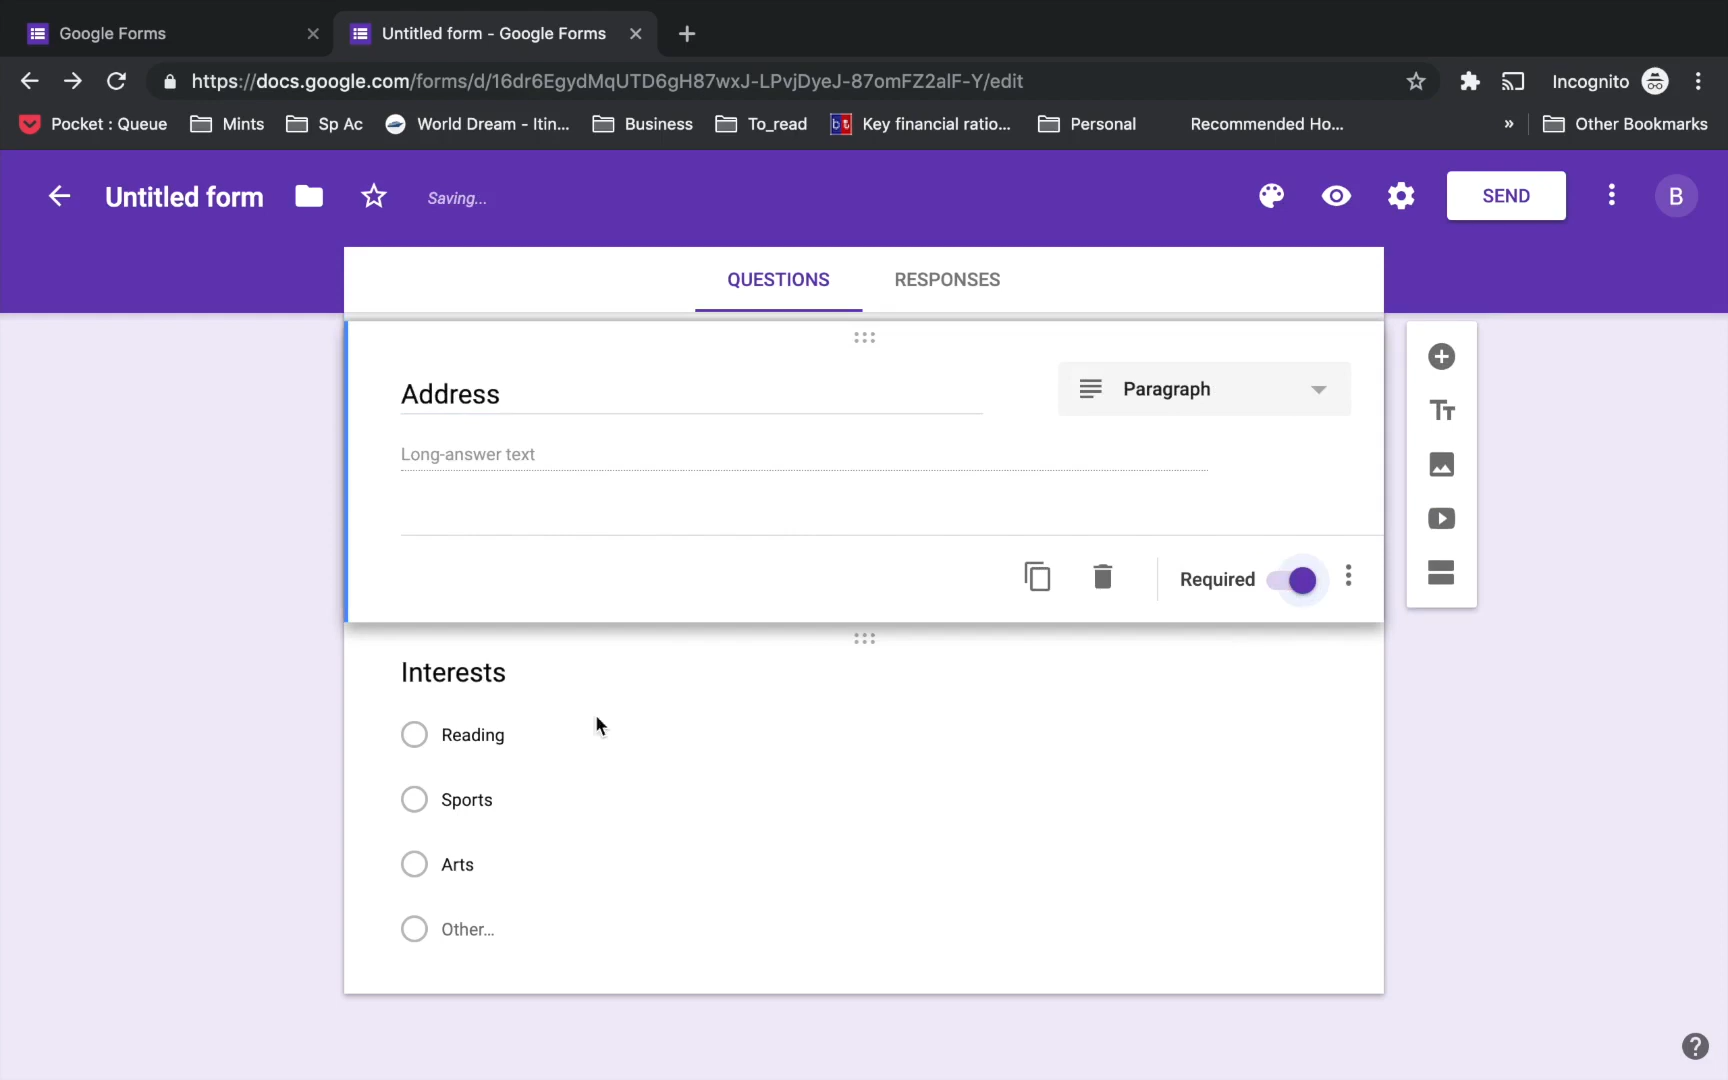 Google Forms
Untitled form - Google Forms
https://docs.google.com/forms/d/16dr6EgydMqUTD6gH87wxJ-LPvjDyeJ-87omFZ2alF-Y/edit
Incognito
Pocket : Queue
Mints
Sp Ac
World Dream - Itin...
Business
To_read
Key financial ratio...
Personal
Recommended Ho...
»
Other Bookmarks
Untitled form
Saving...
SEND
B
QUESTIONS
RESPONSES
Address
Paragraph
Long-answer text
Required
Interests
Reading
Sports
Arts
Other...